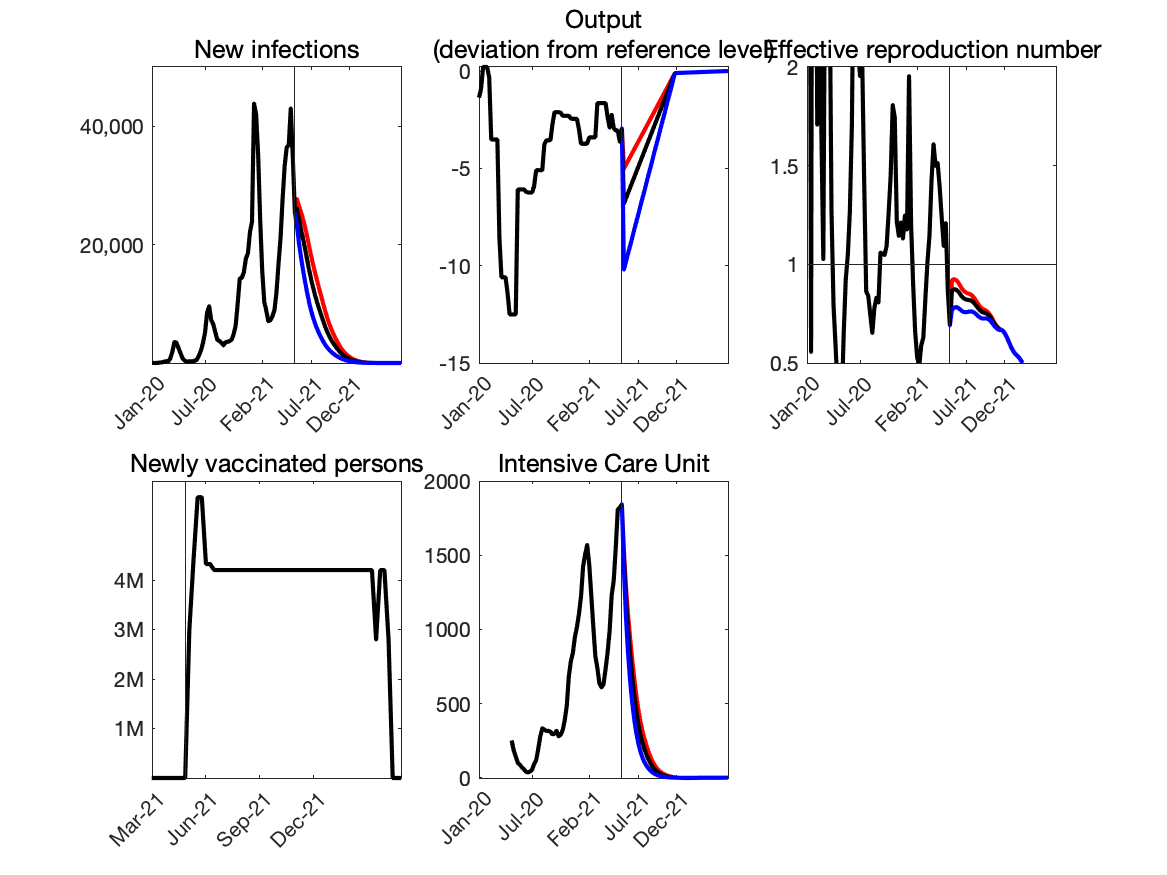 New infections
40,000
20,000
Jan-20
Jul-20
Feb-21
Jul-21
Dec-21
Output
(deviation from reference level)
0
-5
-10
-15
Jan-20
Jul-20
Feb-21
Jul-21
Dec-21
Effective reproduction number
2
1.5
1
0.5
Jan-20
Jul-20
Feb-21
Jul-21
Dec-21
Newly vaccinated persons
4M
3M
2M
1M
Mar-21
Jun-21
Sep-21
Dec-21
Intensive Care Unit
2000
1500
1000
500
0
Jan-20
Jul-20
Feb-21
Jul-21
Dec-21